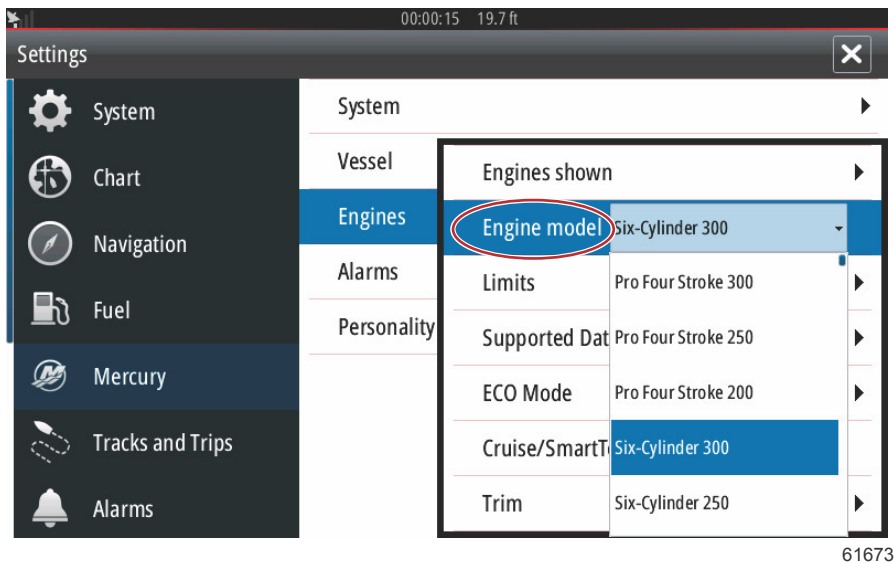 00:00:15 19.7 ft
Settings
System
Chart
Navigation
Fuel
Mercury
Tracks and Trips
Alarms
System
Vessel
Engines
Alarms
Personality
Engines shown
Engine model
Limits
Supported Dat
ECO Mode
Cruise/SmartT
Trim
Six-Cylinder 300
Pro Four Stroke 300
Pro Four Stroke 250
Pro Four Stroke 200
Six-Cylinder 300
Six-Cylinder 250
61673